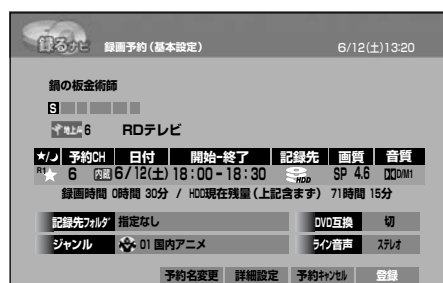 録るナビ 録画予約(基本設定) 6/12(土)13:20
鍋の板金術師
S
地上A 6 RDテレビ
★/♪ 予約CH 日付 開始-終了 記録先 画質 音質
R1 6 内蔵 6/12(土) 18:00-18:30 HDD SP 4.6 DD/M1
録画時間 0時間 30分 / HDD現在残量(上記含まず) 71時間 15分
記録先フォルダ 指定なし DVD互換 切
ジャンル 01 国内アニメ ライン音声 ステレオ
予約名変更 詳細設定 予約キャンセル 登録